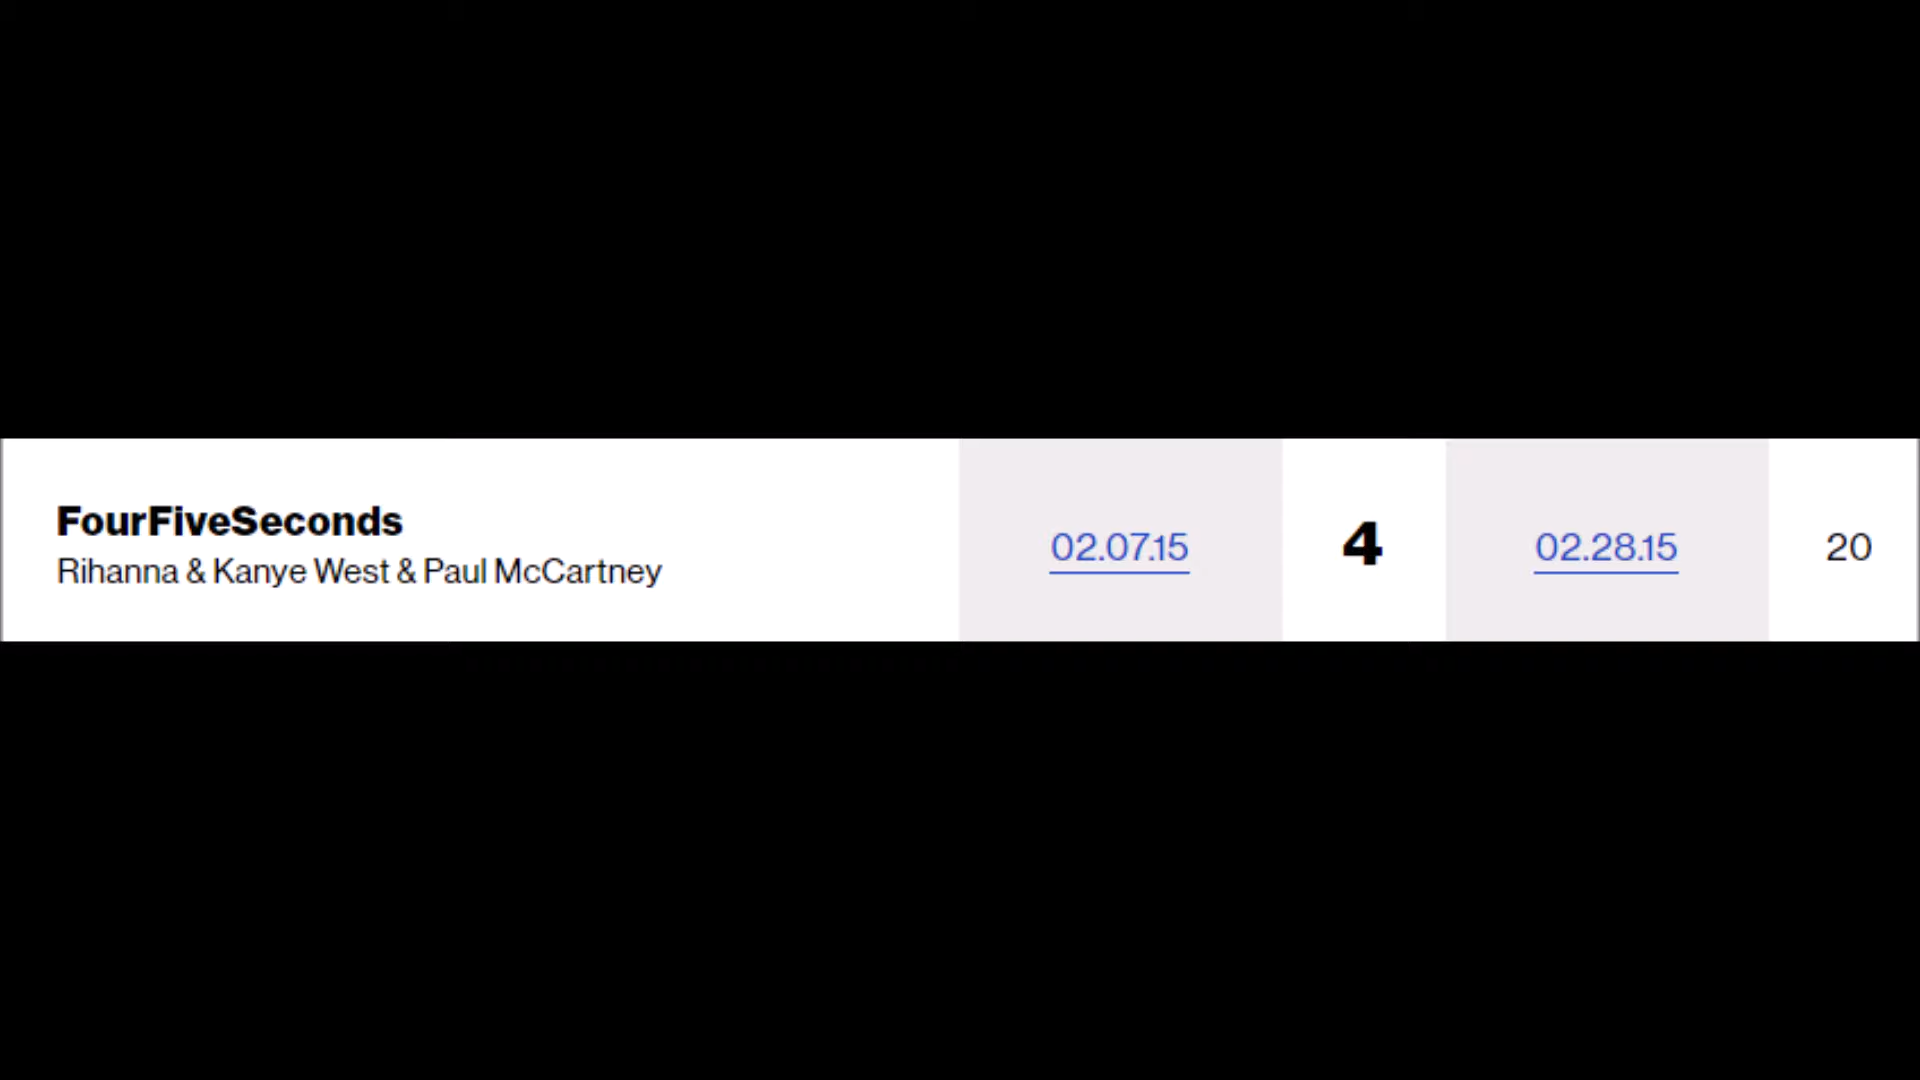 FourFiveSeconds
Rihanna & Kanye West & Paul McCartney
02.07.15
4
02.28.15
20